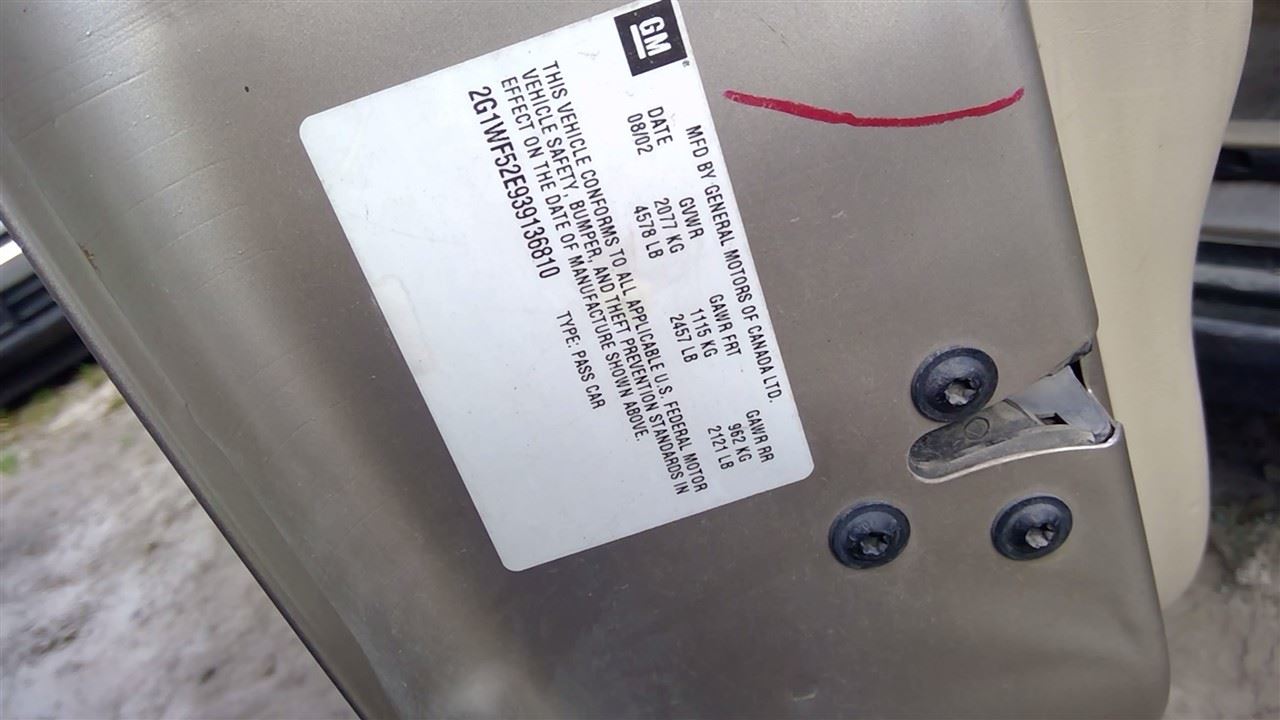 GM
MFD BY GENERAL MOTORS OF CANADA LTD.
DATE GVWR GAWR FRT GAWR RR
08/02 2077 KG 1115 KG 962 KG
4578 LB 2457 LB 2121 LB
THIS VEHICLE CONFORMS TO ALL APPLICABLE U.S. FEDERAL MOTOR
VEHICLE SAFETY, BUMPER, AND THEFT PREVENTION STANDARDS IN
EFFECT ON THE DATE OF MANUFACTURE SHOWN ABOVE.
2G1WF52E939136810 TYPE: PASS CAR